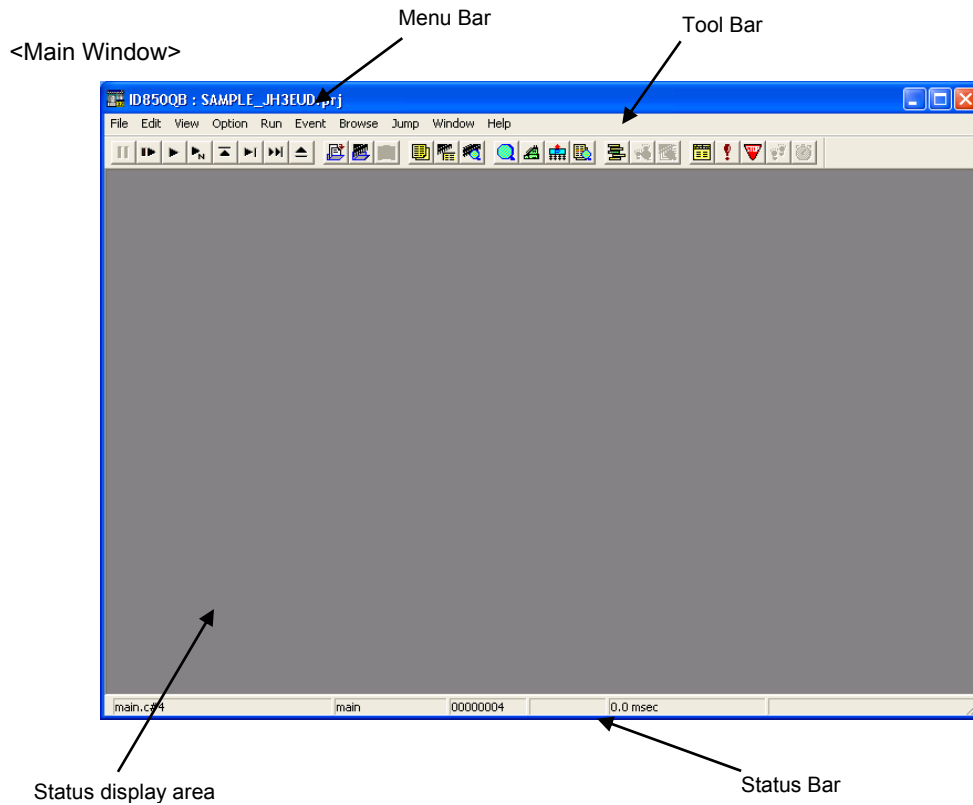 Menu Bar
Tool Bar
<Main Window>
ID850QB : SAMPLE_JH3EUD.prj
File Edit View Option Run Event Browse Jump Window Help
N
main.c#4 main 00000004 0.0 msec
Status display area
Status Bar